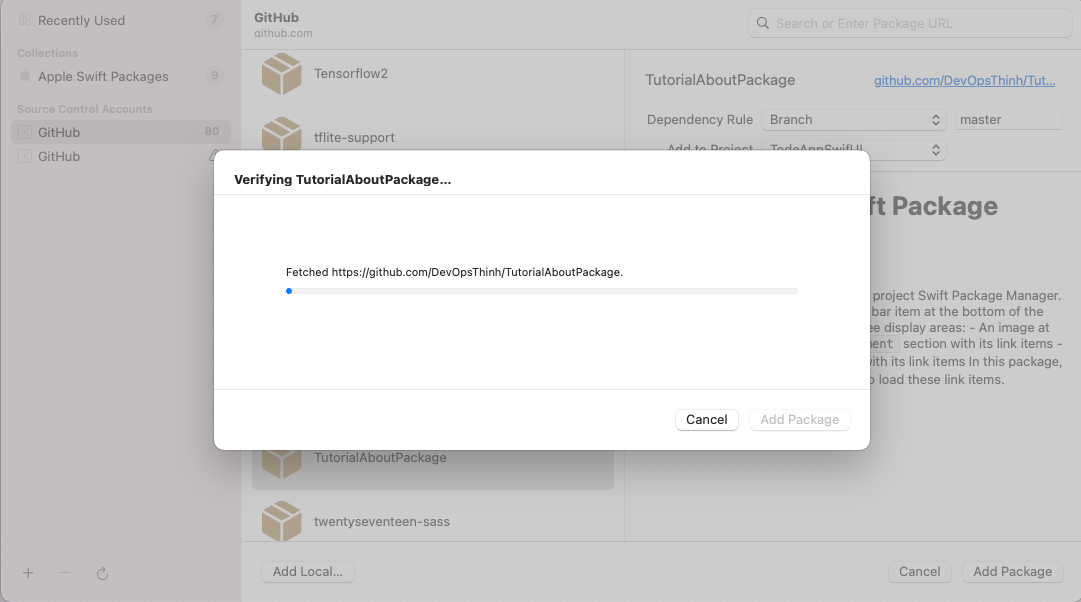 Recently Used 7
Collections
Apple Swift Packages 9
Source Control Accounts
GitHub 80
GitHub
GitHub
github.com
Search or Enter Package URL
Tensorflow2
tflite-support
TutorialAboutPackage
twentyseventeen-sass
TutorialAboutPackage github.com/DevOpsThinh/Tut...
Dependency Rule Branch master
Add to Project TodoAppSwifUI
ft Package
project Swift Package Manager.
bar item at the bottom of the
ee display areas: - An image at
section with its link items -
with its link items In this package,
load these link items.
Verifying TutorialAboutPackage...
Fetched https://github.com/DevOpsThinh/TutorialAboutPackage.
Cancel Add Package
Add Local... Cancel Add Package